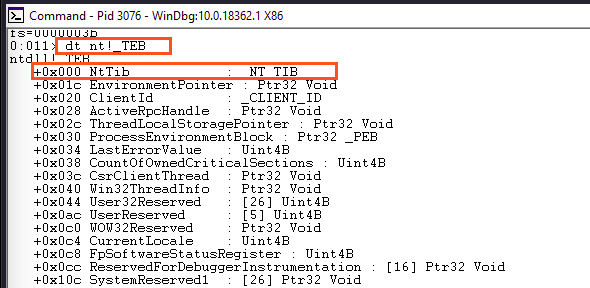 Command - Pid 3076 - WinDbg:10.0.18362.1 X86
fs=0000003b
0:011> dt nt!_TEB
ntdll!_TEB
+0x000 NtTib : _NT_TIB
+0x01c EnvironmentPointer : Ptr32 Void
+0x020 ClientId : _CLIENT_ID
+0x028 ActiveRpcHandle : Ptr32 Void
+0x02c ThreadLocalStoragePointer : Ptr32 Void
+0x030 ProcessEnvironmentBlock : Ptr32 _PEB
+0x034 LastErrorValue : Uint4B
+0x038 CountOfOwnedCriticalSections : Uint4B
+0x03c CsrClientThread : Ptr32 Void
+0x040 Win32ThreadInfo : Ptr32 Void
+0x044 User32Reserved : [26] Uint4B
+0x0ac UserReserved : [5] Uint4B
+0x0c0 WOW32Reserved : Ptr32 Void
+0x0c4 CurrentLocale : Uint4B
+0x0c8 FpSoftwareStatusRegister : Uint4B
+0x0cc ReservedForDebuggerInstrumentation : [16] Ptr32 Void
+0x10c SystemReserved1 : [26] Ptr32 Void